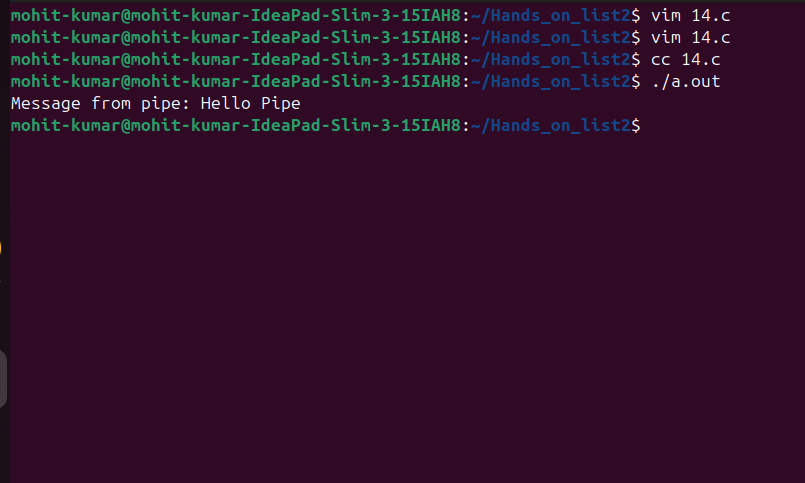 mohit-kumar@mohit-kumar-IdeaPad-Slim-3-15IAH8:~/Hands_on_list2$ vim 14.c
mohit-kumar@mohit-kumar-IdeaPad-Slim-3-15IAH8:~/Hands_on_list2$ vim 14.c
mohit-kumar@mohit-kumar-IdeaPad-Slim-3-15IAH8:~/Hands_on_list2$ cc 14.c
mohit-kumar@mohit-kumar-IdeaPad-Slim-3-15IAH8:~/Hands_on_list2$ ./a.out
Message from pipe: Hello Pipe
mohit-kumar@mohit-kumar-IdeaPad-Slim-3-15IAH8:~/Hands_on_list2$